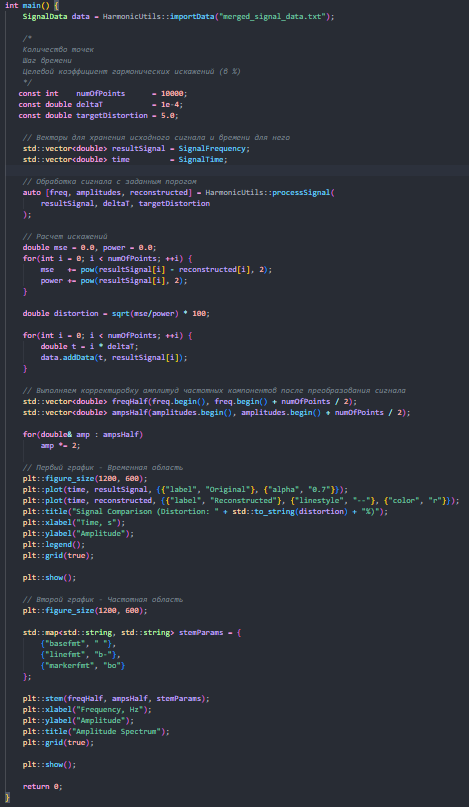 int main() {
SignalData data = HarmonicUtils::importData("merged_signal_data.txt");
/*
Количество точек
Шаг времени
Целевой коэффициент гармонических искажений (в %)
*/
const int numOfPoints = 10000;
const double deltaT = 1e-4;
const double targetDistortion = 5.0;
// Векторы для хранения исходного сигнала и времени для него
std::vector<double> resultSignal = SignalFrequency;
std::vector<double> time = SignalTime;
// Обработка сигнала с заданным порогом
auto [freq, amplitudes, reconstructed] = HarmonicUtils::processSignal(
resultSignal, deltaT, targetDistortion
);
// Расчет искажений
double mse = 0.0, power = 0.0;
for(int i = 0; i < numOfPoints; ++i) {
mse += pow(resultSignal[i] - reconstructed[i], 2);
power += pow(resultSignal[i], 2);
}
double distortion = sqrt(mse/power) * 100;
for(int i = 0; i < numOfPoints; ++i) {
double t = i * deltaT;
data.addData(t, resultSignal[i]);
}
// Выполняем корректировку амплитуд частотных компонентов после преобразования сигнала
std::vector<double> freqHalf(freq.begin(), freq.begin() + numOfPoints / 2);
std::vector<double> ampsHalf(amplitudes.begin(), amplitudes.begin() + numOfPoints / 2);
for(double& amp : ampsHalf)
amp *= 2;
// Первый график - Временная область
plt::figure_size(1200, 600);
plt::plot(time, resultSignal, {{"label", "Original"}, {"alpha", "0.7"}});
plt::plot(time, reconstructed, {{"label", "Reconstructed"}, {"linestyle", "--"}, {"color", "r"}});
plt::title("Signal Comparison (Distortion: " + std::to_string(distortion) + "%)");
plt::xlabel("Time, s");
plt::ylabel("Amplitude");
plt::legend();
plt::grid(true);
plt::show();
// Второй график - Частотная область
plt::figure_size(1200, 600);
std::map<std::string, std::string> stemParams = {
{"basefmt", " "},
{"linefmt", "b-"},
{"markerfmt", "bo"}
};
plt::stem(freqHalf, ampsHalf, stemParams);
plt::xlabel("Frequency, Hz");
plt::ylabel("Amplitude");
plt::title("Amplitude Spectrum");
plt::grid(true);
plt::show();
return 0;
}